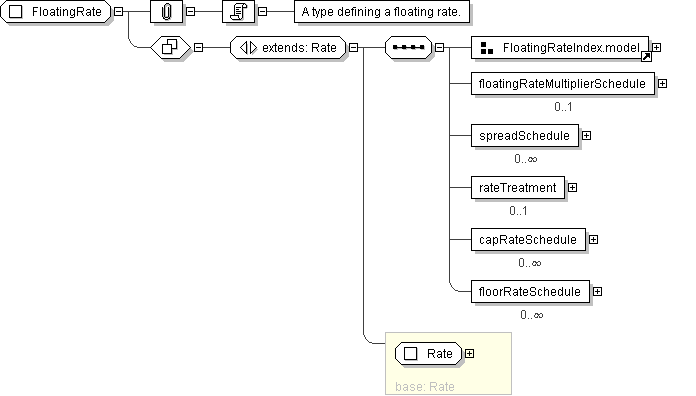 FloatingRate
A type defining a floating rate.
extends: Rate
FloatingRateIndex.model
floatingRateMultiplierSchedule
0..1
spreadSchedule
0..∞
rateTreatment
0..1
capRateSchedule
0..∞
floorRateSchedule
0..∞
Rate
base: Rate